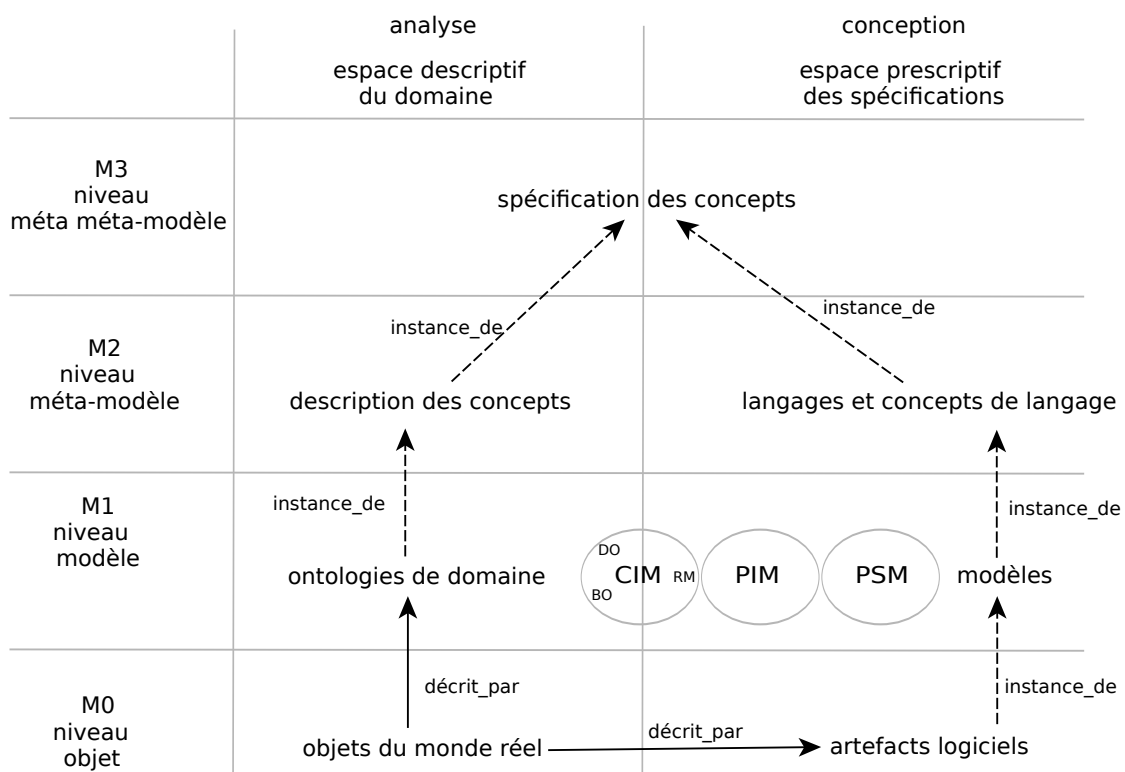 analyse
conception
espace descriptif
du domaine
espace prescriptif
des spécifications
M3
niveau
méta méta-modèle
spécification des concepts
instance_de
instance_de
M2
niveau
méta-modèle
description des concepts
langages et concepts de langage
M1
niveau
modèle
instance_de
instance_de
ontologies de domaine
DO
CIM
RM
BO
PIM
PSM
modèles
décrit_par
instance_de
M0
niveau
objet
objets du monde réel
décrit_par
artefacts logiciels